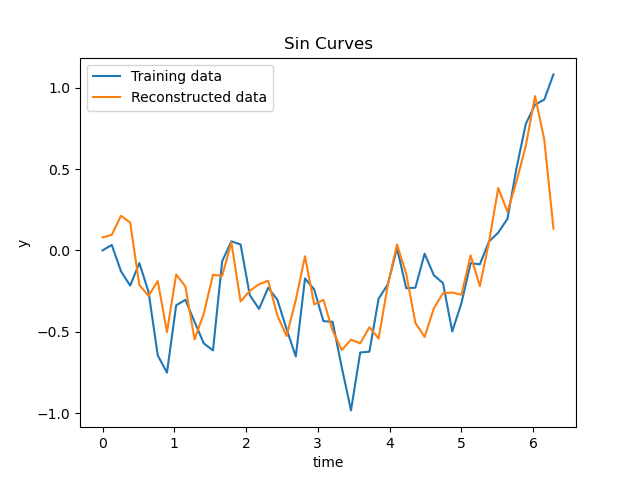 Sin Curves
Training data
Reconstructed data
1.0
0.5
0.0
−0.5
−1.0
y
0 1 2 3 4 5 6
time